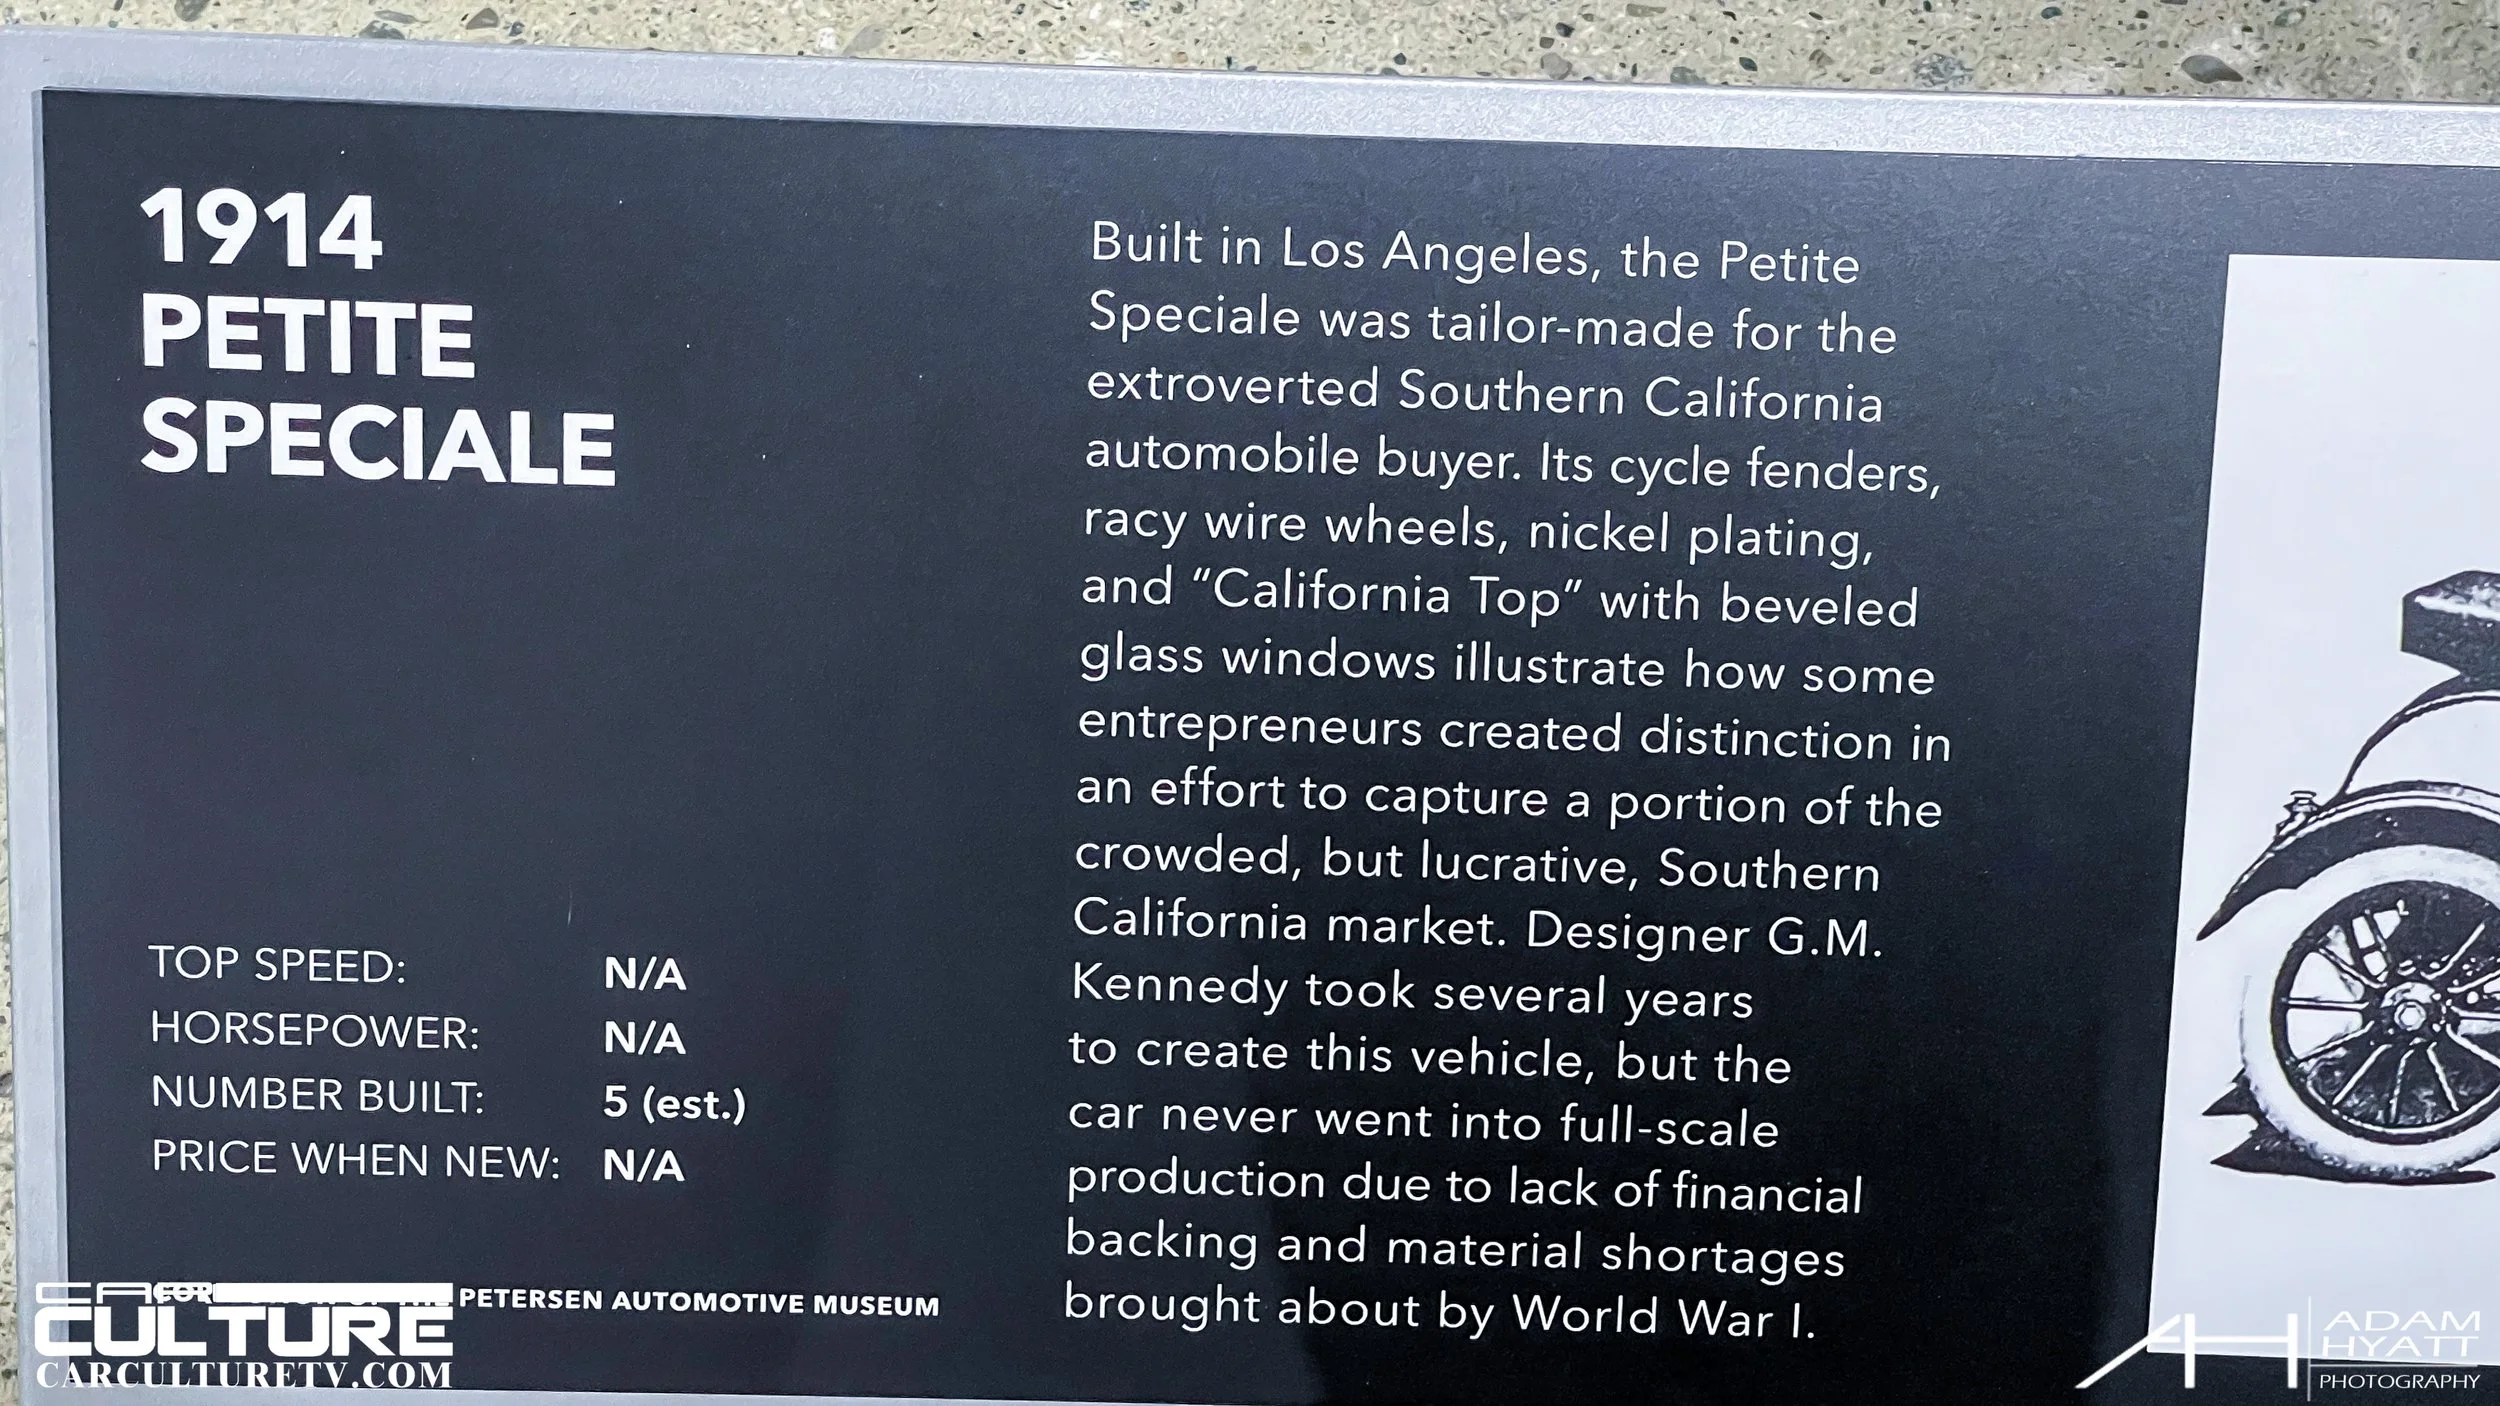 1914
PETITE
SPECIALE
TOP SPEED: N/A
HORSEPOWER: N/A
NUMBER BUILT: 5 (est.)
PRICE WHEN NEW: N/A
PETERSEN AUTOMOTIVE MUSEUM
Built in Los Angeles, the Petite
Speciale was tailor-made for the
extroverted Southern California
automobile buyer. Its cycle fenders,
racy wire wheels, nickel plating,
and "California Top" with beveled
glass windows illustrate how some
entrepreneurs created distinction in
an effort to capture a portion of the
crowded, but lucrative, Southern
California market. Designer G.M.
Kennedy took several years
to create this vehicle, but the
car never went into full-scale
production due to lack of financial
backing and material shortages
brought about by World War I.
CAR
CULTURE
CARCULTURETV.COM
AH
ADAM
HYATT
PHOTOGRAPHY